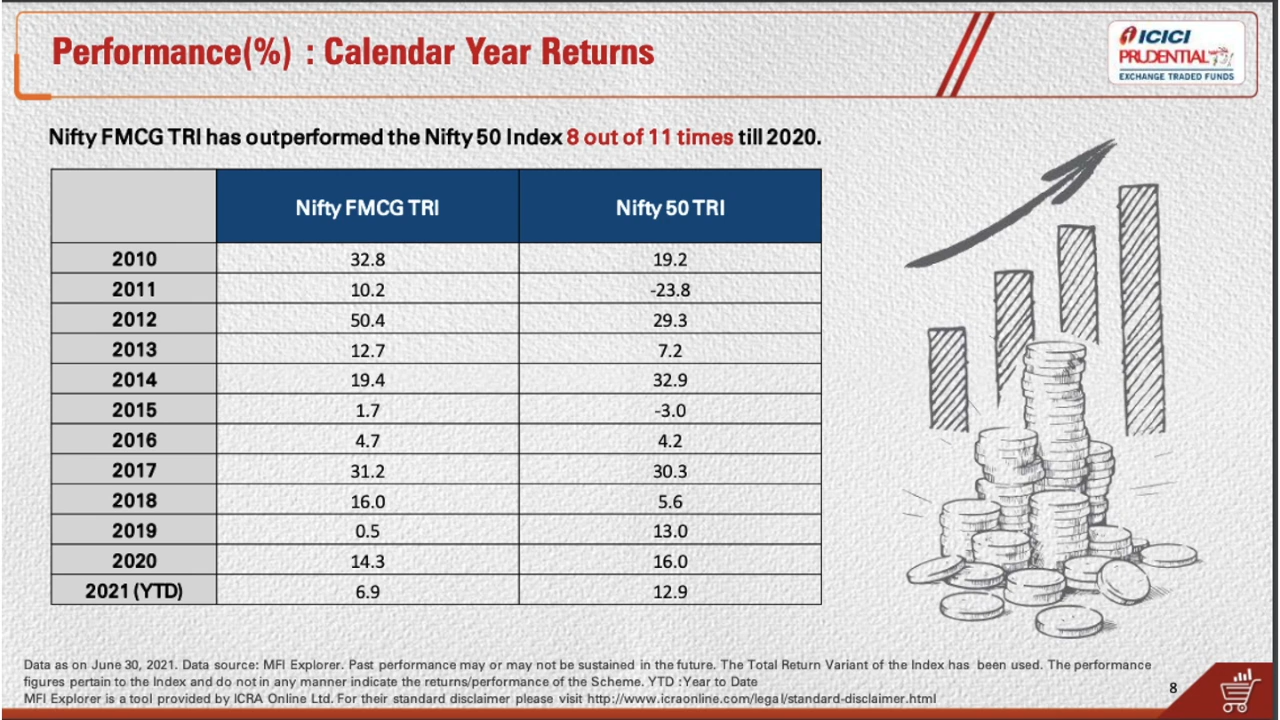 Performance(%) : Calendar Year Returns
ICICI
PRUDENTIAL
EXCHANGE TRADED FUNDS
Nifty FMCG TRI has outperformed the Nifty 50 Index 8 out of 11 times till 2020.
Nifty FMCG TRI Nifty 50 TRI
2010 32.8 19.2
2011 10.2 -23.8
2012 50.4 29.3
2013 12.7 7.2
2014 19.4 32.9
2015 1.7 -3.0
2016 4.7 4.2
2017 31.2 30.3
2018 16.0 5.6
2019 0.5 13.0
2020 14.3 16.0
2021 (YTD) 6.9 12.9
Data as on June 30, 2021. Data source: MFI Explorer. Past performance may or may not be sustained in the future. The Total Return Variant of the Index has been used. The performance
figures pertain to the Index and do not in any manner indicate the returns/performance of the Scheme. YTD :Year to Date
MFI Explorer is a tool provided by ICRA Online Ltd. For their standard disclaimer please visit http://www.icraonline.com/legal/standard-disclaimer.html
8